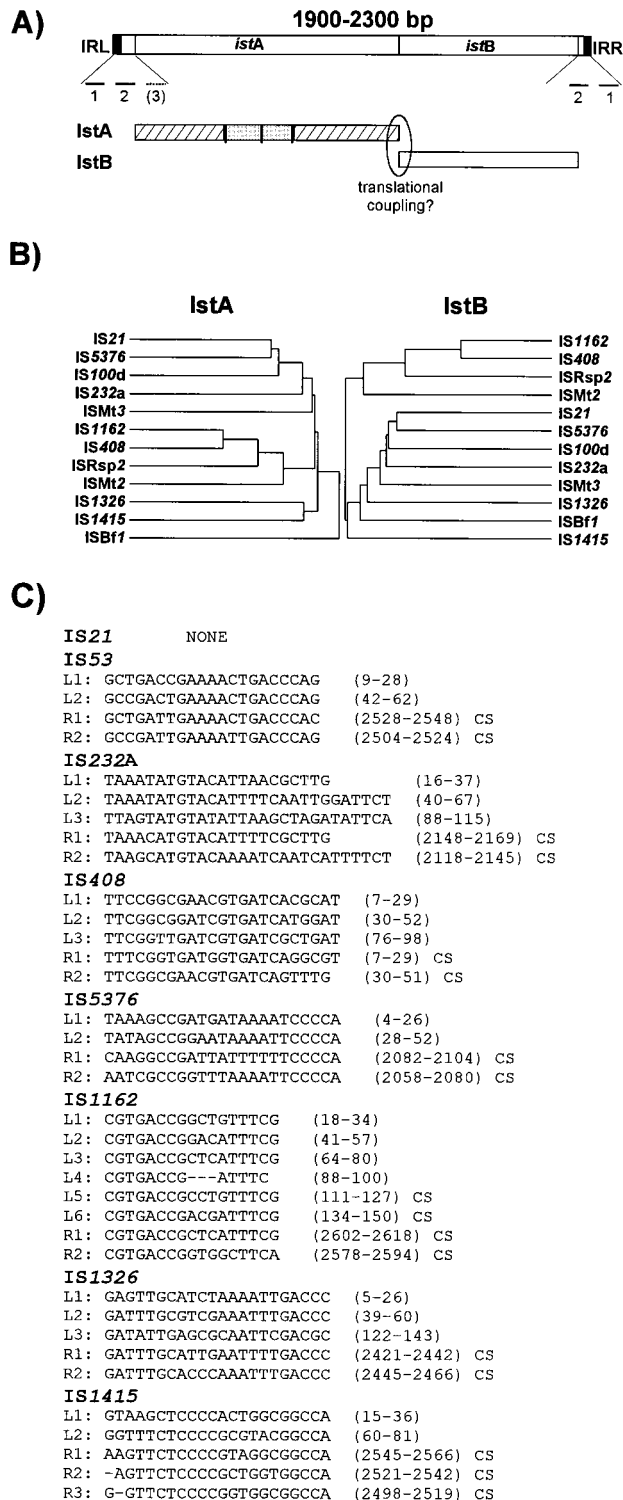 A)
1900-2300 bp
IRL istA istB IRR
1 2 (3) 2 1
IstA
IstB
translational
coupling?
B)
IstA IstB
IS21 IS1162
IS5376 IS408
IS100d ISRsp2
IS232a ISMt2
ISMt3 IS21
IS1162 IS5376
IS408 IS100d
ISRsp2 IS232a
ISMt2 ISMt3
IS1326 IS1326
IS1415 ISBf1
ISBf1 IS1415
C)
IS21 NONE
IS53
L1: GCTGACCGAAAACTGACCCAG (9-28)
L2: GCCGACTGAAAACTGACCCAG (42-62)
R1: GCTGATTGAAAACTGACCCAC (2528-2548) CS
R2: GCCGATTGAAAATTGACCCAG (2504-2524) CS
IS232A
L1: TAAATATGTACATTAACGCTTG (16-37)
L2: TAAATATGTACATTTTCAATTGGATTCT (40-67)
L3: TTAGTATGTATATTAAGCTAGATATTCA (88-115)
R1: TAAACATGTACATTTTCGCTTG (2148-2169) CS
R2: TAAGCATGTACAAAATCAATCATTTTCT (2118-2145) CS
IS408
L1: TTCCGGCGAACGTGATCACGCAT (7-29)
L2: TTCGGCGGATCGTGATCATGGAT (30-52)
L3: TTCGGTTGATCGTGATCGCTGAT (76-98)
R1: TTTCGGTGATGGTGATCAGGCGT (7-29) CS
R2: TTCGGCGAACGTGATCAGTTTG (30-51) CS
IS5376
L1: TAAAGCCGATGATAAAATCCCCA (4-26)
L2: TATAGCCGGAATAAAATTCCCCA (28-52)
R1: CAAGGCCGATTATTTTTTCCCCA (2082-2104) CS
R2: AATCGCCGGTTTAAAATTCCCCA (2058-2080) CS
IS1162
L1: CGTGACCGGCTGTTTCG (18-34)
L2: CGTGACCGGACATTTCG (41-57)
L3: CGTGACCGCTCATTTCG (64-80)
L4: CGTGACCG---ATTTC (88-100)
L5: CGTGACCGCCTGTTTCG (111-127) CS
L6: CGTGACCGACGATTTCG (134-150) CS
R1: CGTGACCGCTCATTTCG (2602-2618) CS
R2: CGTGACCGGTGGCTTCA (2578-2594) CS
IS1326
L1: GAGTTGCATCTAAAATTGACCC (5-26)
L2: GATTTGCGTCGAAATTTGACCC (39-60)
L3: GATATTGAGCGCAATTCGACGC (122-143)
R1: GATTTGCATTGAATTTTGACCC (2421-2442) CS
R2: GATTTGCACCCAAATTTGACCC (2445-2466) CS
IS1415
L1: GTAAGCTCCCCACTGGCGGCCA (15-36)
L2: GGTTTCTCCCCGCGTACGGCCA (60-81)
R1: AAGTTCTCCCCGTAGGCGGCCA (2545-2566) CS
R2: -AGTTCTCCCCGCTGGTGGCCA (2521-2542) CS
R3: G-GTTCTCCCCGGTGGCGGCCA (2498-2519) CS